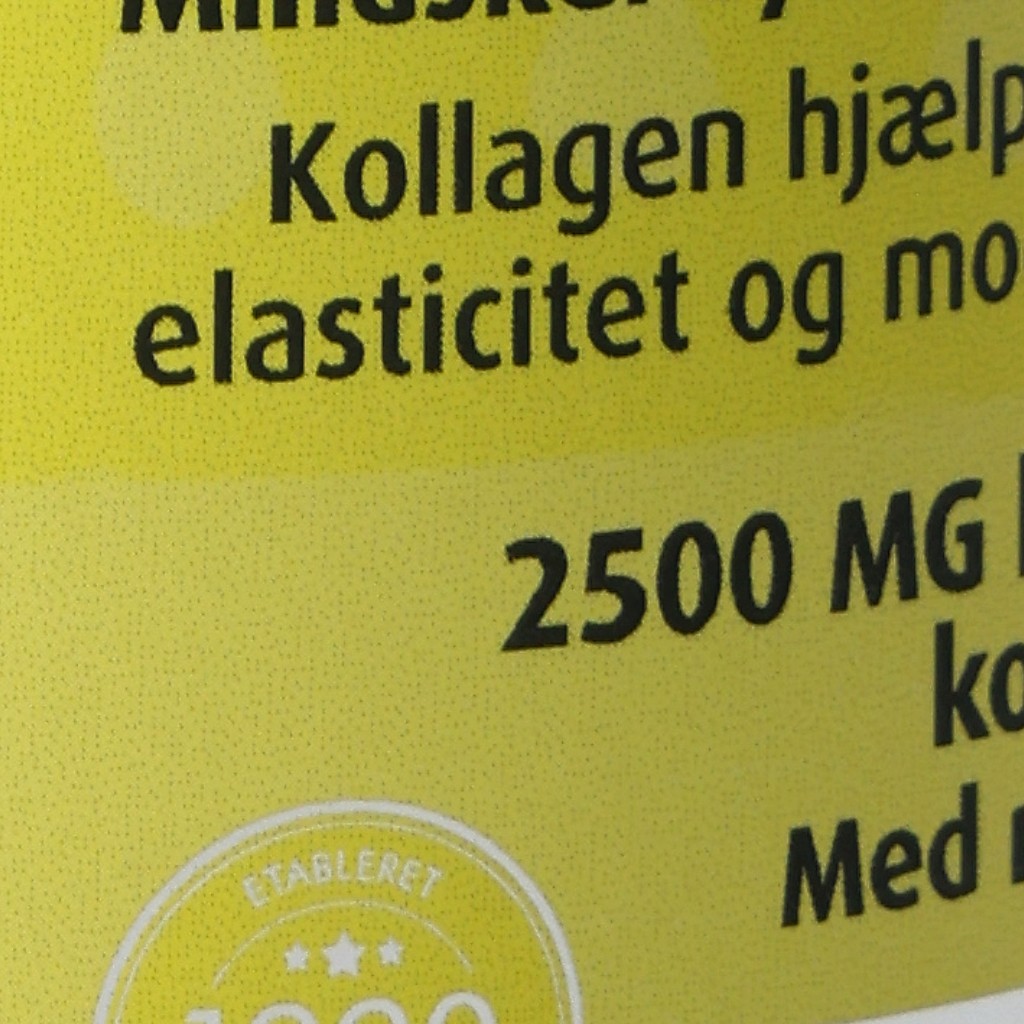 Kollagen hjælp
elasticitet og mo
2500 MG
ko
Med
ETABLERET